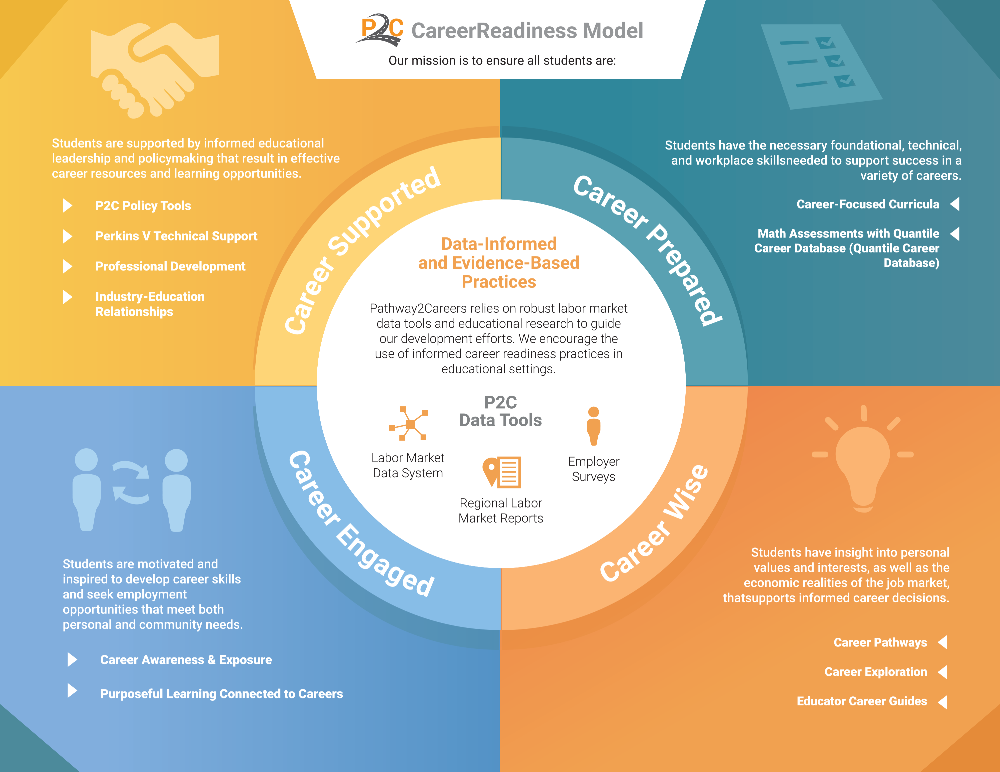 P2C CareerReadiness Model
Our mission is to ensure all students are:
Students are supported by informed educational
leadership and policymaking that result in effective
career resources and learning opportunities.
P2C Policy Tools
Perkins V Technical Support
Professional Development
Industry-Education
Relationships
Career Supported
Students have the necessary foundational, technical,
and workplace skillsneeded to support success in a
variety of careers.
Career-Focused Curricula
Math Assessments with Quantile
Career Database (Quantile Career
Database)
Career Prepared
Data-Informed
and Evidence-Based
Practices
Pathway2Careers relies on robust labor market
data tools and educational research to guide
our development efforts. We encourage the
use of informed career readiness practices in
educational settings.
P2C
Data Tools
Labor Market
Data System
Regional Labor
Market Reports
Employer
Surveys
Career Engaged
Students are motivated and
inspired to develop career skills
and seek employment
opportunities that meet both
personal and community needs.
Career Awareness & Exposure
Purposeful Learning Connected to Careers
Career Wise
Students have insight into personal
values and interests, as well as the
economic realities of the job market,
thatsupports informed career decisions.
Career Pathways
Career Exploration
Educator Career Guides